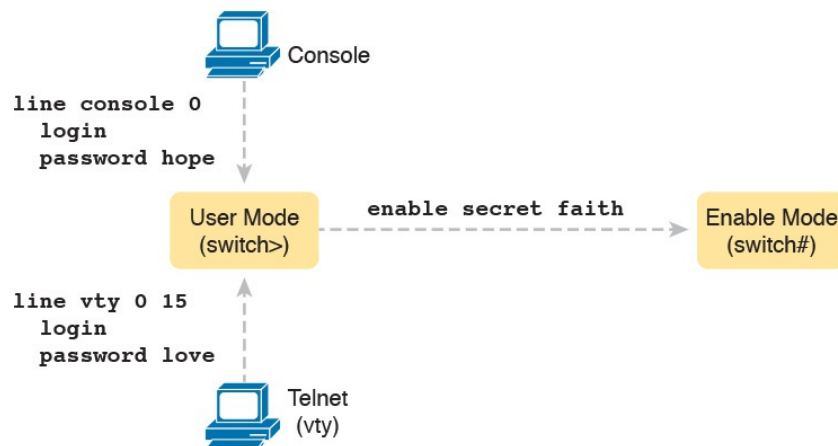 Console
line console 0
login
password hope
User Mode
(switch>)
enable secret faith
Enable Mode
(switch#)
line vty 0 15
login
password love
Telnet
(vty)